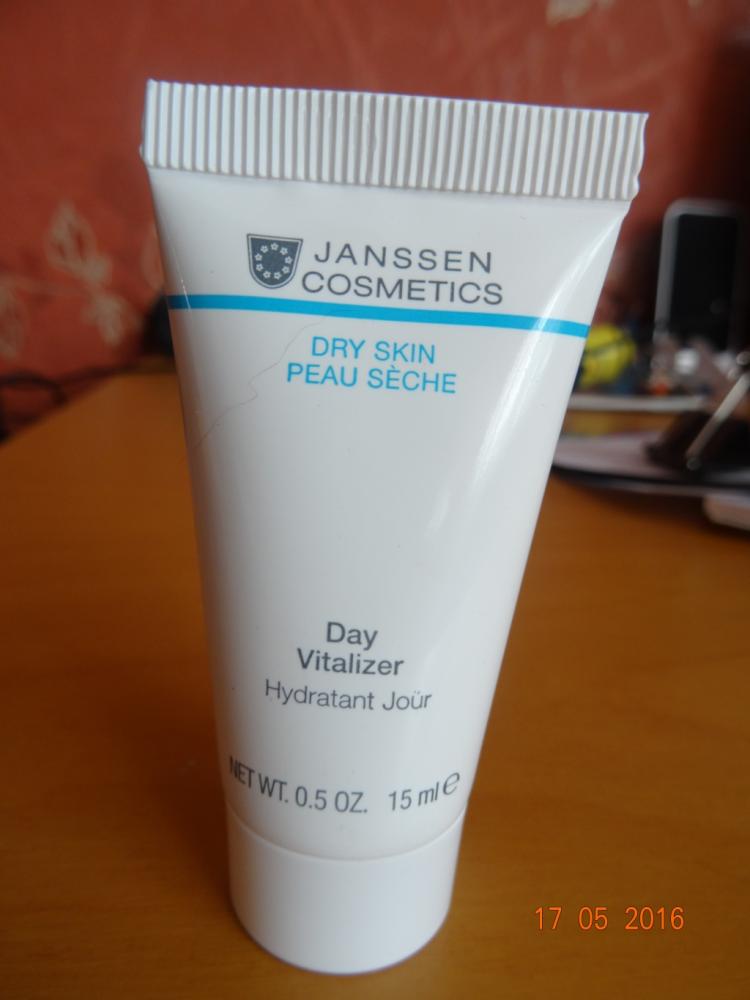 JANSSEN
COSMETICS
DRY SKIN
PEAU SÈCHE
Day
Vitalizer
Hydratant Joür
NET WT. 0.5 OZ. 15 ml ℮
17 05 2016